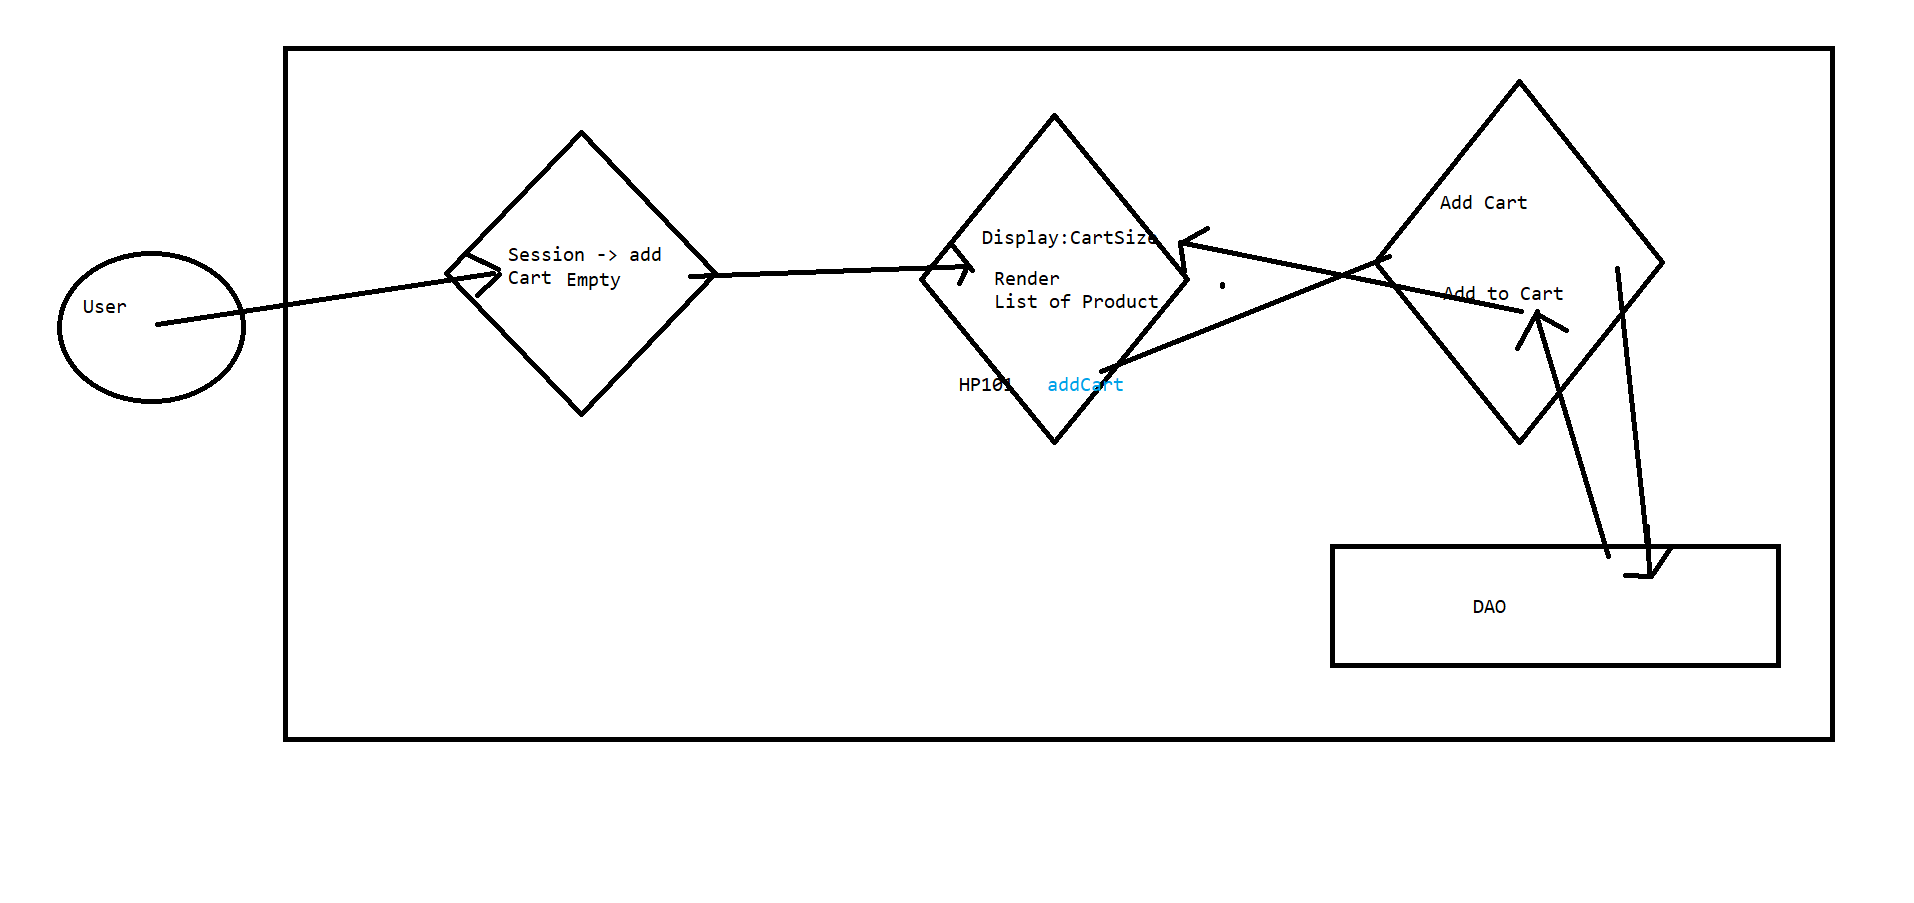 User
Session -> add
Cart Empty
Display:CartSize
Render
List of Product
HP101 addCart
Add Cart
Add to Cart
DAO